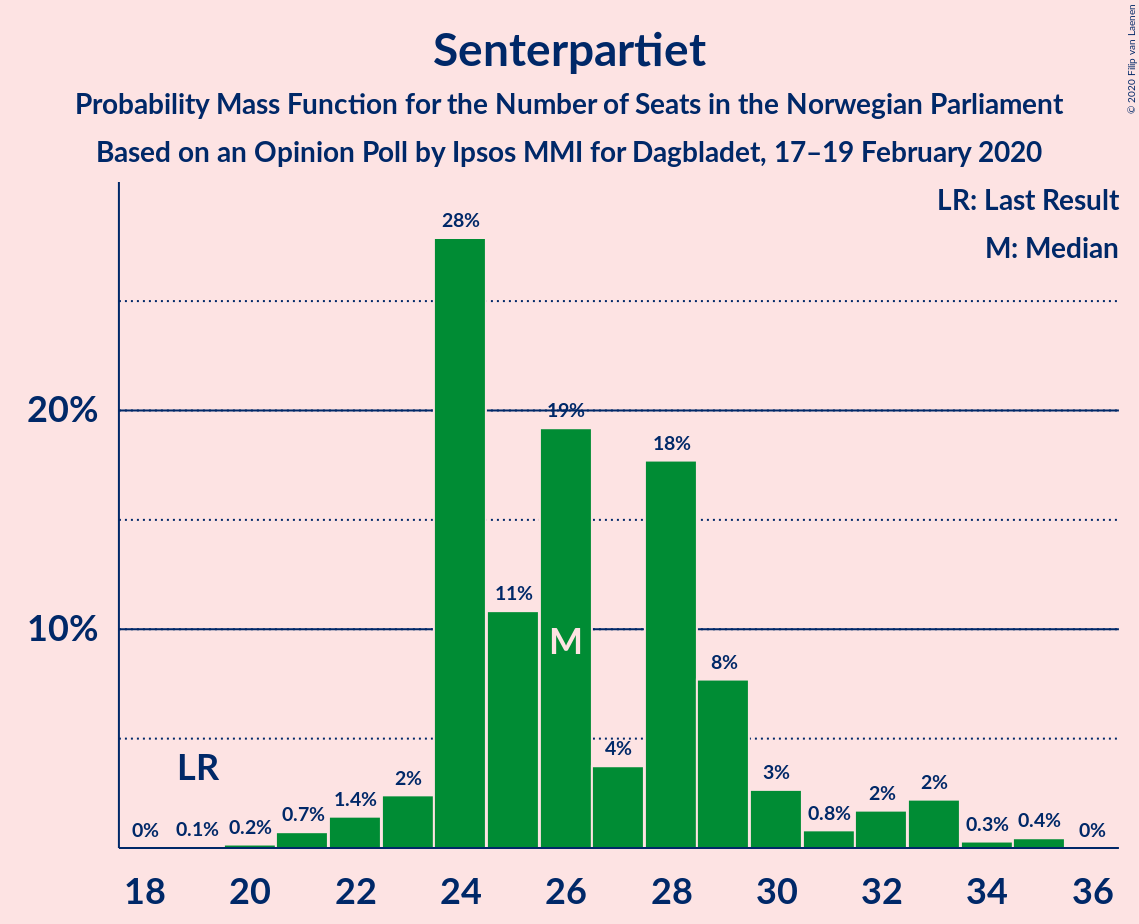 Senterpartiet
Probability Mass Function for the Number of Seats in the Norwegian Parliament
Based on an Opinion Poll by Ipsos MMI for Dagbladet, 17–19 February 2020
© 2020 Filip van Laenen
LR: Last Result
M: Median
28%
20%
19%
18%
11%
10%
M
8%
4%
LR
3%
2%
2%
2%
1.4%
0.7%
0.8%
0%
0.1%
0.2%
0.3%
0.4%
0%
18 20 22 24 26 28 30 32 34 36